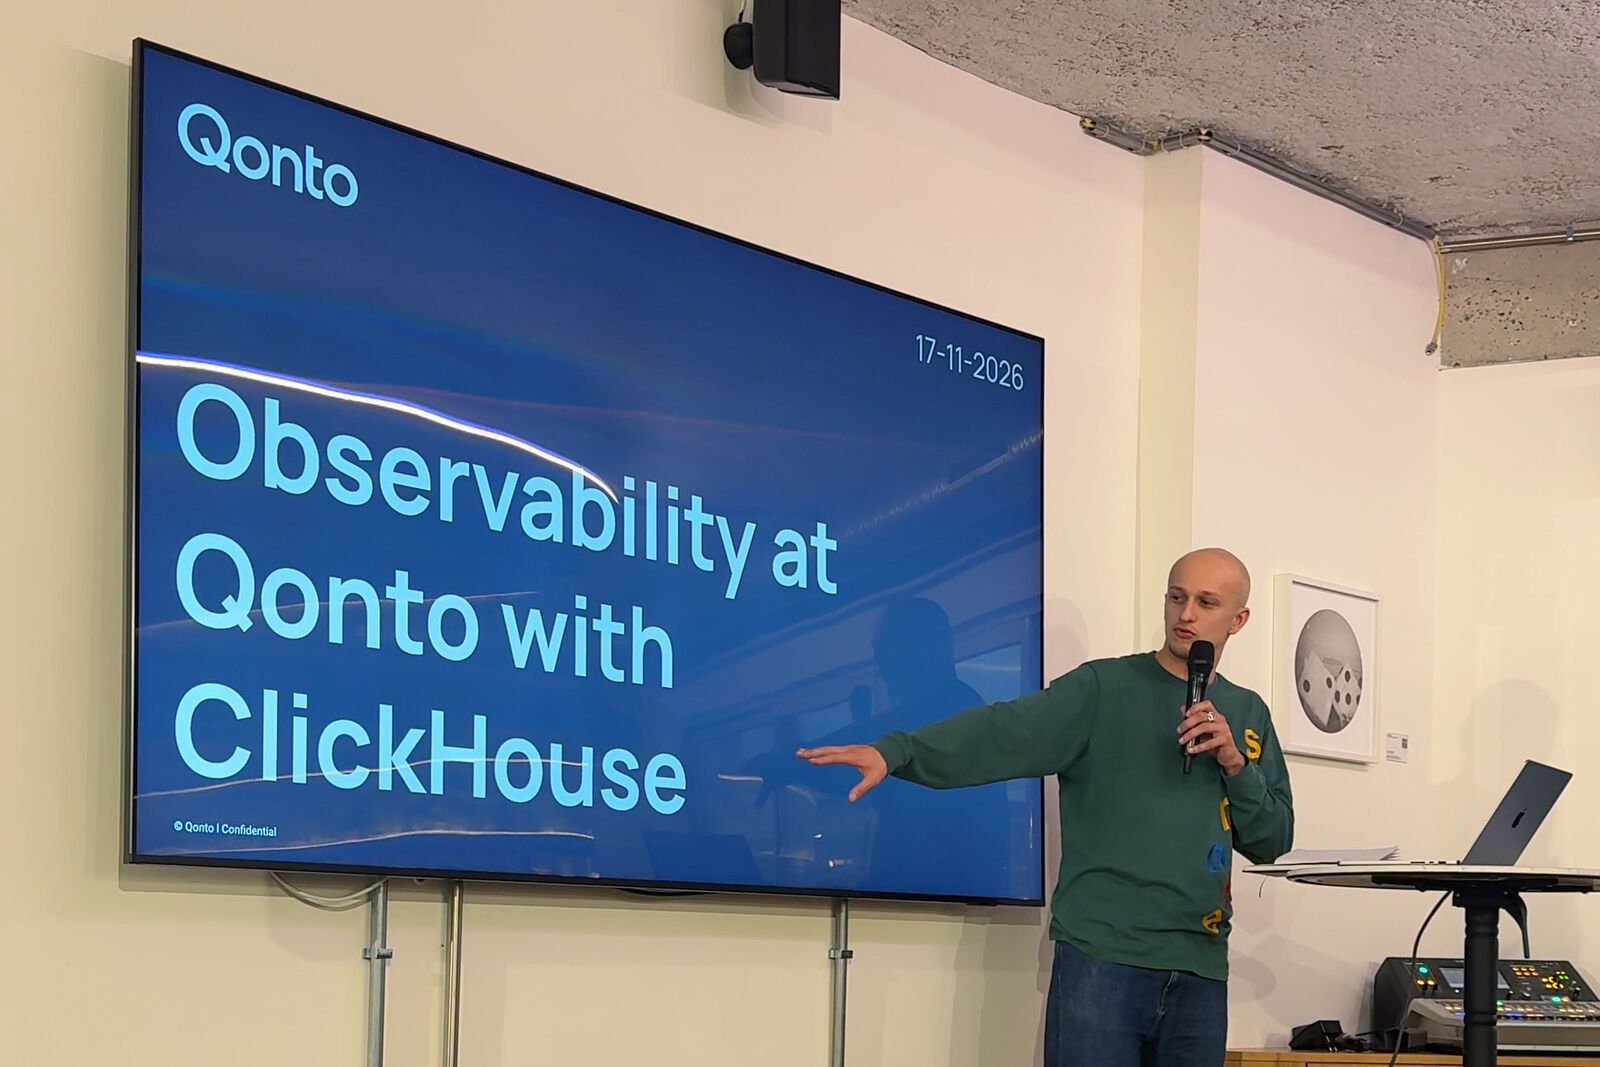 Qonto
17-11-2026
Observability at
Qonto with
ClickHouse
© Qonto | Confidential